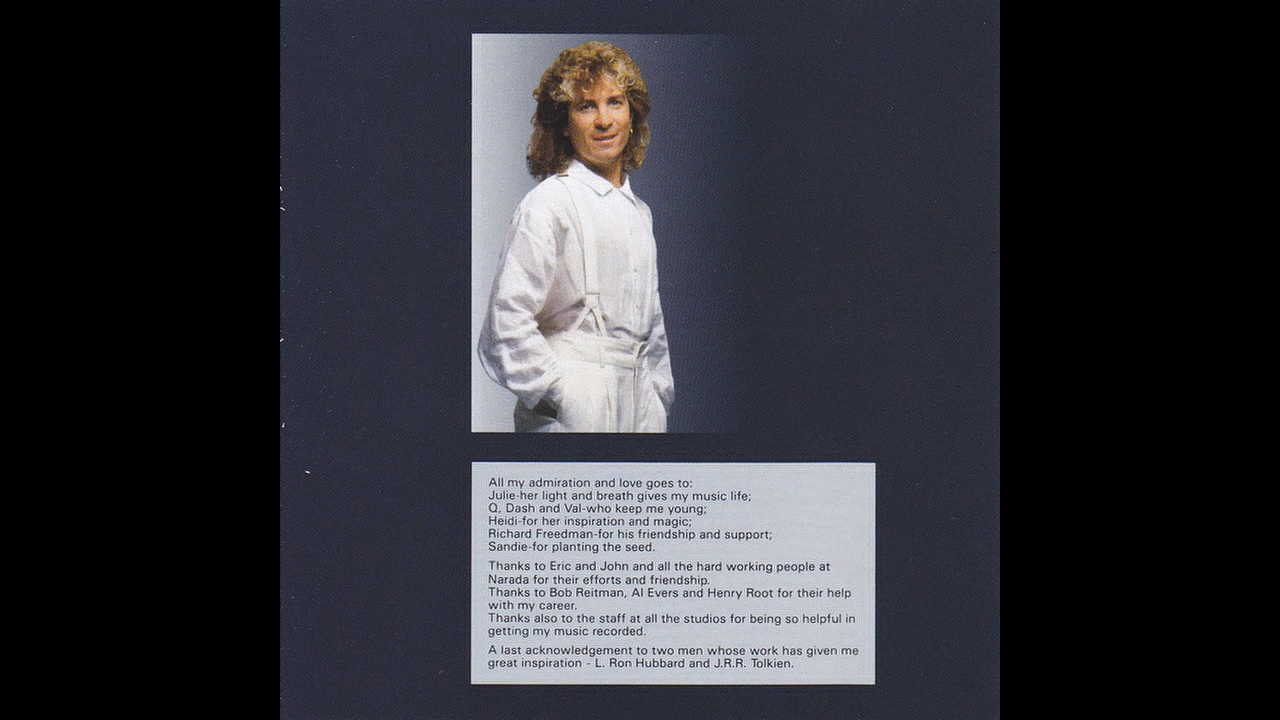 All my admiration and love goes to:
Julie-her light and breath gives my music life;
Q, Dash and Val-who keep me young;
Heidi-for her inspiration and magic;
Richard Freedman-for his friendship and support;
Sandie-for planting the seed.
Thanks to Eric and John and all the hard working people at
Narada for their efforts and friendship.
Thanks to Bob Reitman, Al Evers and Henry Root for their help
with my career.
Thanks also to the staff at all the studios for being so helpful in
getting my music recorded.
A last acknowledgement to two men whose work has given me
great inspiration - L. Ron Hubbard and J.R.R. Tolkien.